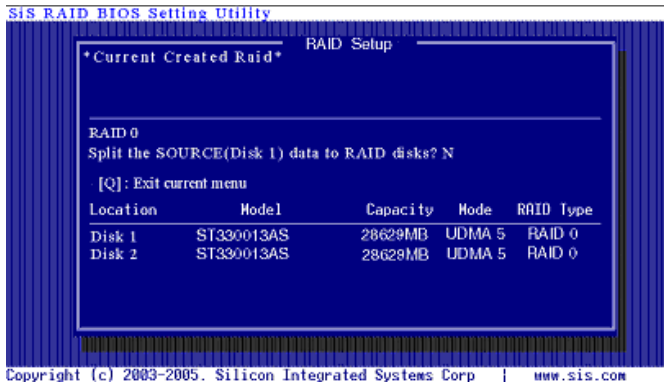 SiS RAID BIOS Setting Utility
RAID Setup
*Current Created Raid*
RAID 0
Split the SOURCE(Disk 1) data to RAID disks? N
[Q]: Exit current menu
Location Model Capacity Mode RAID Type
Disk 1 ST330013AS 28629MB UDMA 5 RAID 0
Disk 2 ST330013AS 28629MB UDMA 5 RAID 0
Copyright (c) 2003-2005. Silicon Integrated Systems Corp | www.sis.com